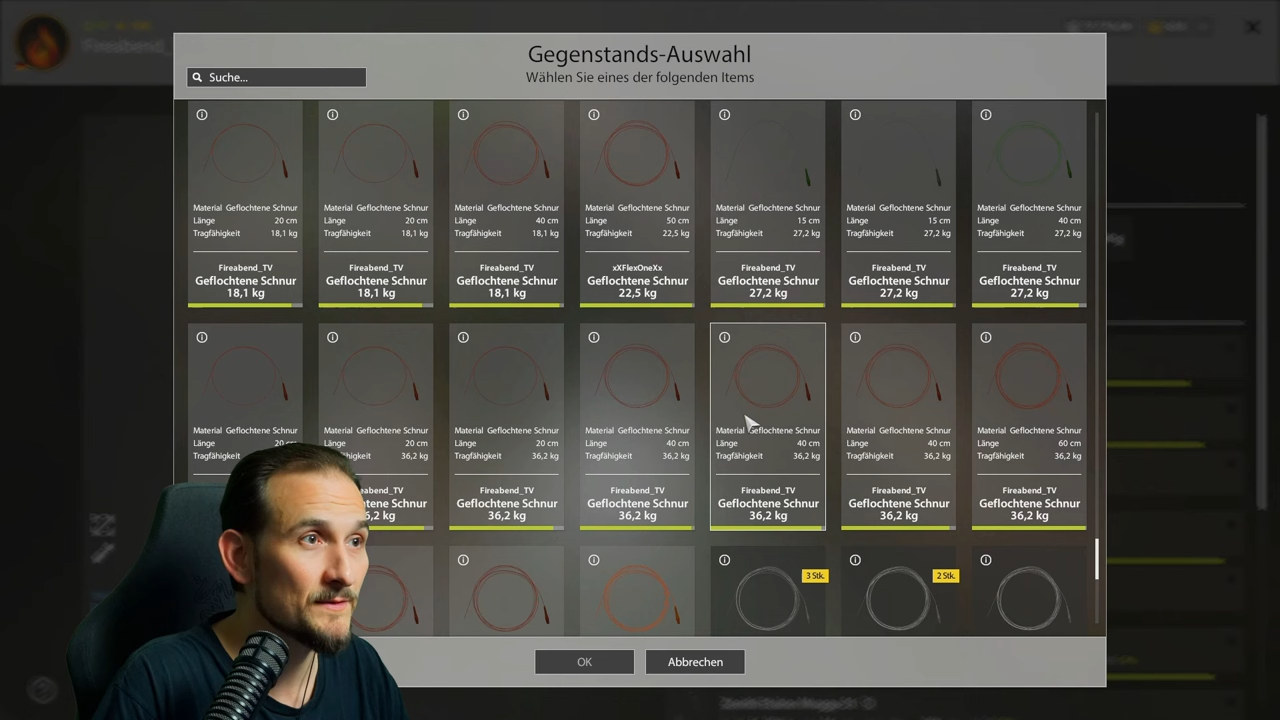 Gegenstands-Auswahl
Wählen Sie eines der folgenden Items
Suche...
Material Geflochtene Schnur
Länge 20 cm
Tragfähigkeit 18,1 kg
Fireabend_TV
Geflochtene Schnur
18,1 kg
Material Geflochtene Schnur
Länge 20 cm
Tragfähigkeit 18,1 kg
Fireabend_TV
Geflochtene Schnur
18,1 kg
Material Geflochtene Schnur
Länge 40 cm
Tragfähigkeit 18,1 kg
Fireabend_TV
Geflochtene Schnur
18,1 kg
Material Geflochtene Schnur
Länge 50 cm
Tragfähigkeit 22,5 kg
xXFlexOneXx
Geflochtene Schnur
22,5 kg
Material Geflochtene Schnur
Länge 15 cm
Tragfähigkeit 27,2 kg
Fireabend_TV
Geflochtene Schnur
27,2 kg
Material Geflochtene Schnur
Länge 15 cm
Tragfähigkeit 27,2 kg
Fireabend_TV
Geflochtene Schnur
27,2 kg
Material Geflochtene Schnur
Länge 40 cm
Tragfähigkeit 27,2 kg
Fireabend_TV
Geflochtene Schnur
27,2 kg
Material Geflochtene Schnur
Länge 20 cm
Material Geflochtene Schnur
Länge 20 cm
Tragfähigkeit 36,2 kg
Fireabend_TV
Schnur
Material Geflochtene Schnur
Länge 20 cm
Tragfähigkeit 36,2 kg
Fireabend_TV
Geflochtene Schnur
36,2 kg
Material Geflochtene Schnur
Länge 40 cm
Tragfähigkeit 36,2 kg
Fireabend_TV
Geflochtene Schnur
36,2 kg
Material Geflochtene Schnur
Länge 40 cm
Tragfähigkeit 36,2 kg
Fireabend_TV
Geflochtene Schnur
36,2 kg
Material Geflochtene Schnur
Länge 40 cm
Tragfähigkeit 36,2 kg
Fireabend_TV
Geflochtene Schnur
36,2 kg
Material Geflochtene Schnur
Länge 60 cm
Tragfähigkeit 36,2 kg
Fireabend_TV
Geflochtene Schnur
36,2 kg
3 Stk.
2 Stk.
OK
Abbrechen